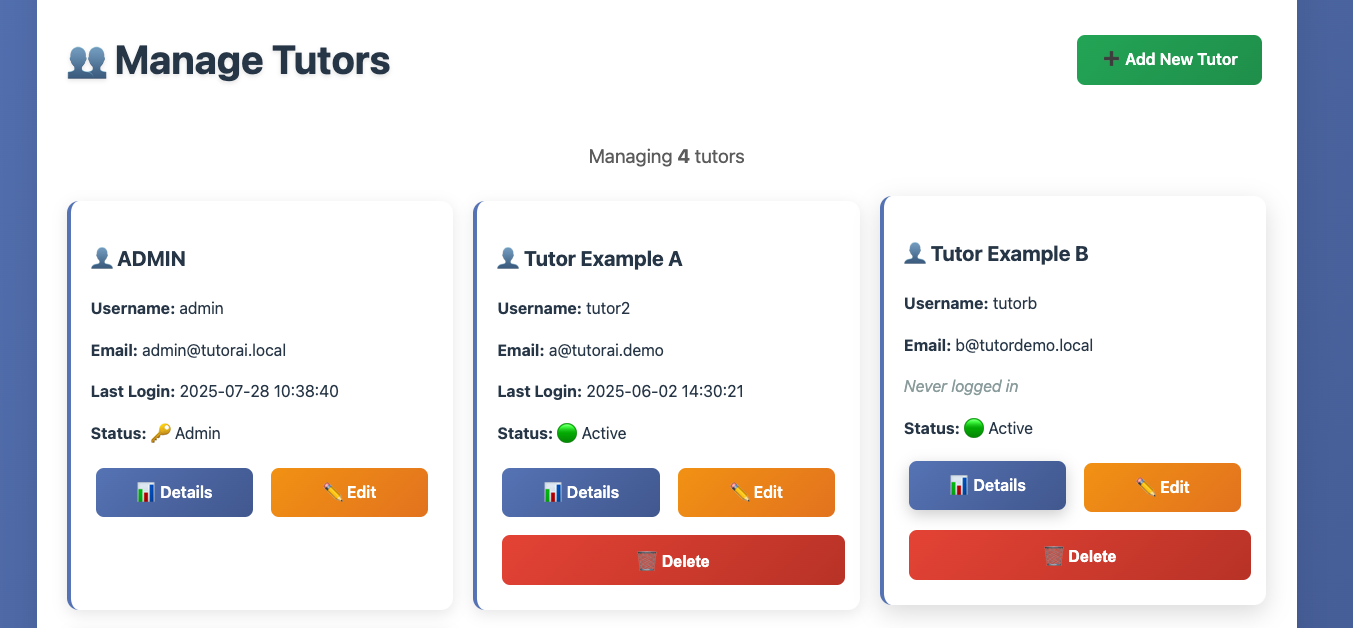 👥 Manage Tutors
➕ Add New Tutor
Managing 4 tutors
👤 ADMIN
Username: admin
Email: admin@tutorai.local
Last Login: 2025-07-28 10:38:40
Status: 🔑 Admin
📊 Details
✏️ Edit
👤 Tutor Example A
Username: tutor2
Email: a@tutorai.demo
Last Login: 2025-06-02 14:30:21
Status: 🟢 Active
📊 Details
✏️ Edit
🗑️ Delete
👤 Tutor Example B
Username: tutorb
Email: b@tutordemo.local
Never logged in
Status: 🟢 Active
📊 Details
✏️ Edit
🗑️ Delete